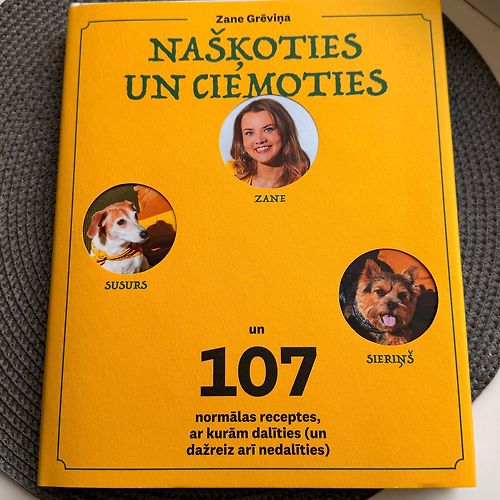 Zane Grēviņa
NAŠĶOTIES
UN CIEMOTIES
ZANE
SUSURS
SIERIŅŠ
un
107
normālas receptes,
ar kurām dalīties (un
dažreiz arī nedalīties)